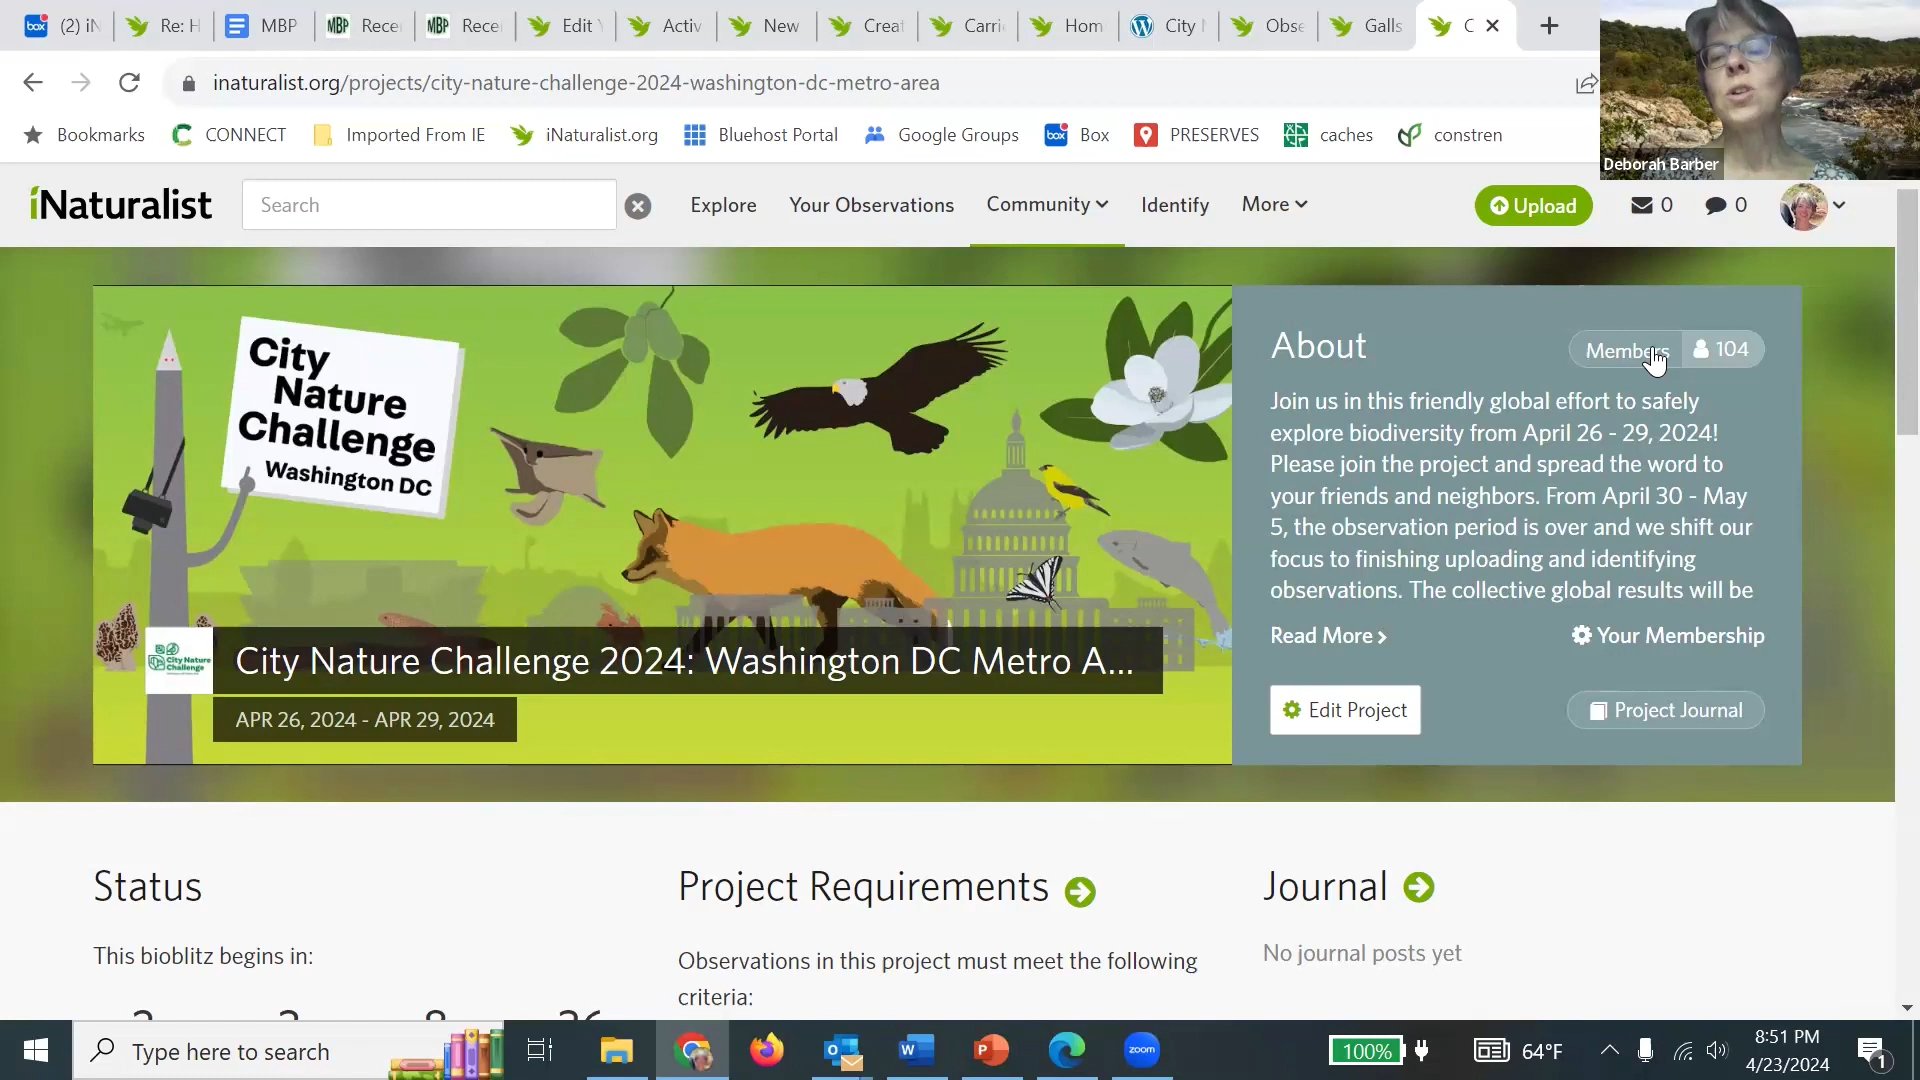 (2) iN
Re: H
MBP
MBP Rece
MBP Rece
Edit Y
Activ
New
Creat
Carri
Hom
City N
Obse
Galls
C
inaturalist.org/projects/city-nature-challenge-2024-washington-dc-metro-area
Bookmarks
CONNECT
Imported From IE
iNaturalist.org
Bluehost Portal
Google Groups
box Box
PRESERVES
caches
constren
Deborah Barber
iNaturalist
Search
Explore
Your Observations
Community
Identify
More
Upload
0
0
City
Nature
Challenge
Washington DC
About
Members
104
Join us in this friendly global effort to safely
explore biodiversity from April 26 - 29, 2024!
Please join the project and spread the word to
your friends and neighbors. From April 30 - May
5, the observation period is over and we shift our
focus to finishing uploading and identifying
observations. The collective global results will be
Read More
Your Membership
City Nature Challenge
City Nature Challenge 2024: Washington DC Metro A...
APR 26, 2024 - APR 29, 2024
Edit Project
Project Journal
Status
Project Requirements
Journal
This bioblitz begins in:
Observations in this project must meet the following
criteria:
No journal posts yet
Type here to search
zoom
100%
64°F
8:51 PM
4/23/2024
1